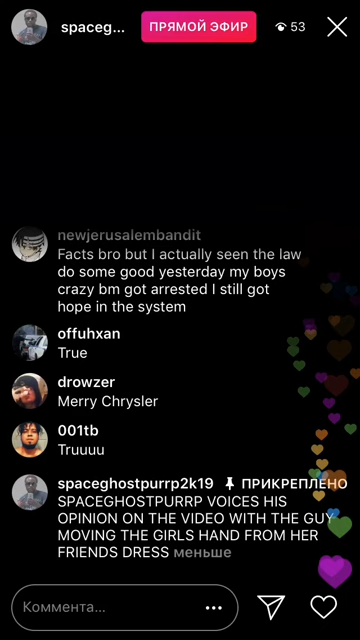 spaceg...
ПРЯМОЙ ЭФИР
53
newjerusalembandit
Facts bro but I actually seen the law
do some good yesterday my boys
crazy bm got arrested I still got
hope in the system
offuhxan
True
drowzer
Merry Chrysler
001tb
Truuuu
spaceghostpurrp2k19 ПРИКРЕПЛЕНО
SPACEGHOSTPURRP VOICES HIS
OPINION ON THE VIDEO WITH THE GUY
MOVING THE GIRLS HAND FROM HER
FRIENDS DRESS меньше
Коммента...